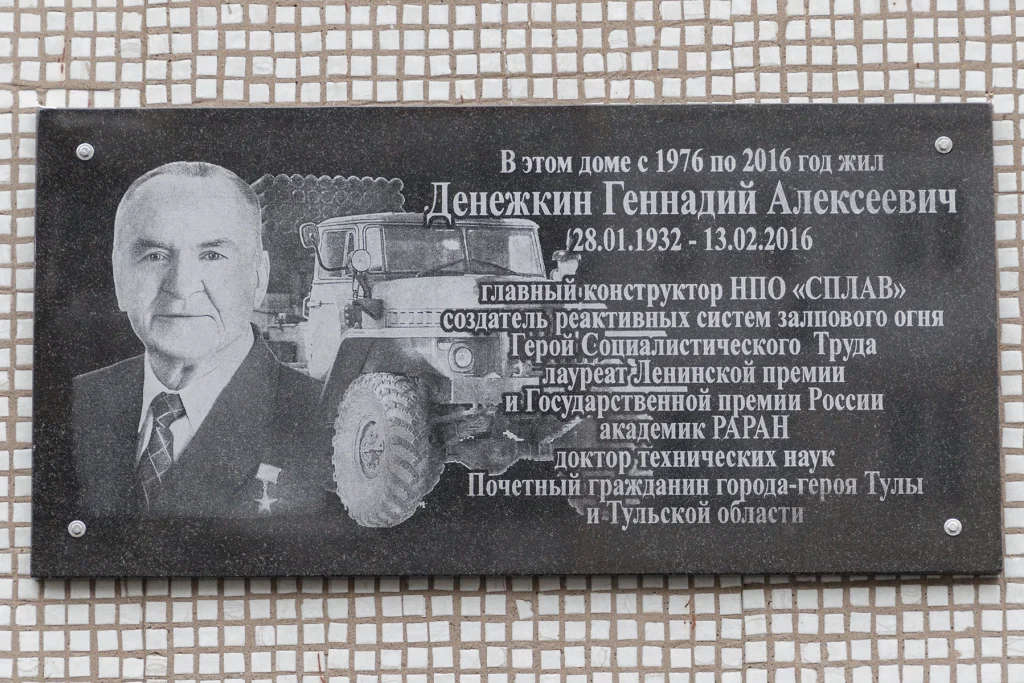 В этом доме с 1976 по 2016 год жил
Денежкин Геннадий Алексеевич
28.01.1932 - 13.02.2016
главный конструктор НПО «СПЛАВ»
создатель реактивных систем залпового огня
Герой Социалистического Труда
лауреат Ленинской премии
и Государственной премии России
академик РАРАН
доктор технических наук
Почетный гражданин города-героя Тулы
и Тульской области